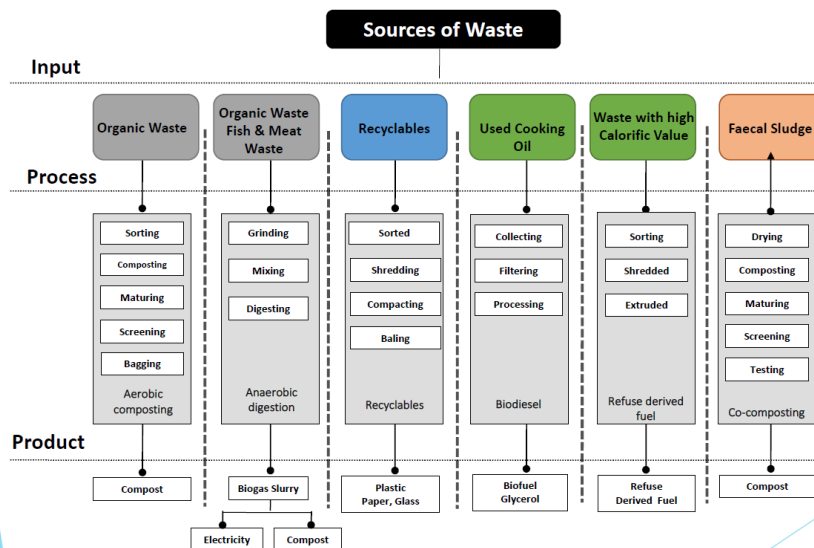 Sources of Waste
Input
Organic Waste
Organic Waste
Fish & Meat
Waste
Recyclables
Used Cooking
Oil
Waste with high
Calorific Value
Faecal Sludge
Process
Sorting
Composting
Maturing
Screening
Bagging
Aerobic
composting
Grinding
Mixing
Digesting
Anaerobic
digestion
Sorted
Shredding
Compacting
Baling
Recyclables
Collecting
Filtering
Processing
Biodiesel
Sorting
Shredded
Extruded
Refuse derived
fuel
Drying
Composting
Maturing
Screening
Testing
Co-composting
Product
Compost
Biogas Slurry
Electricity
Compost
Plastic
Paper, Glass
Biofuel
Glycerol
Refuse
Derived Fuel
Compost